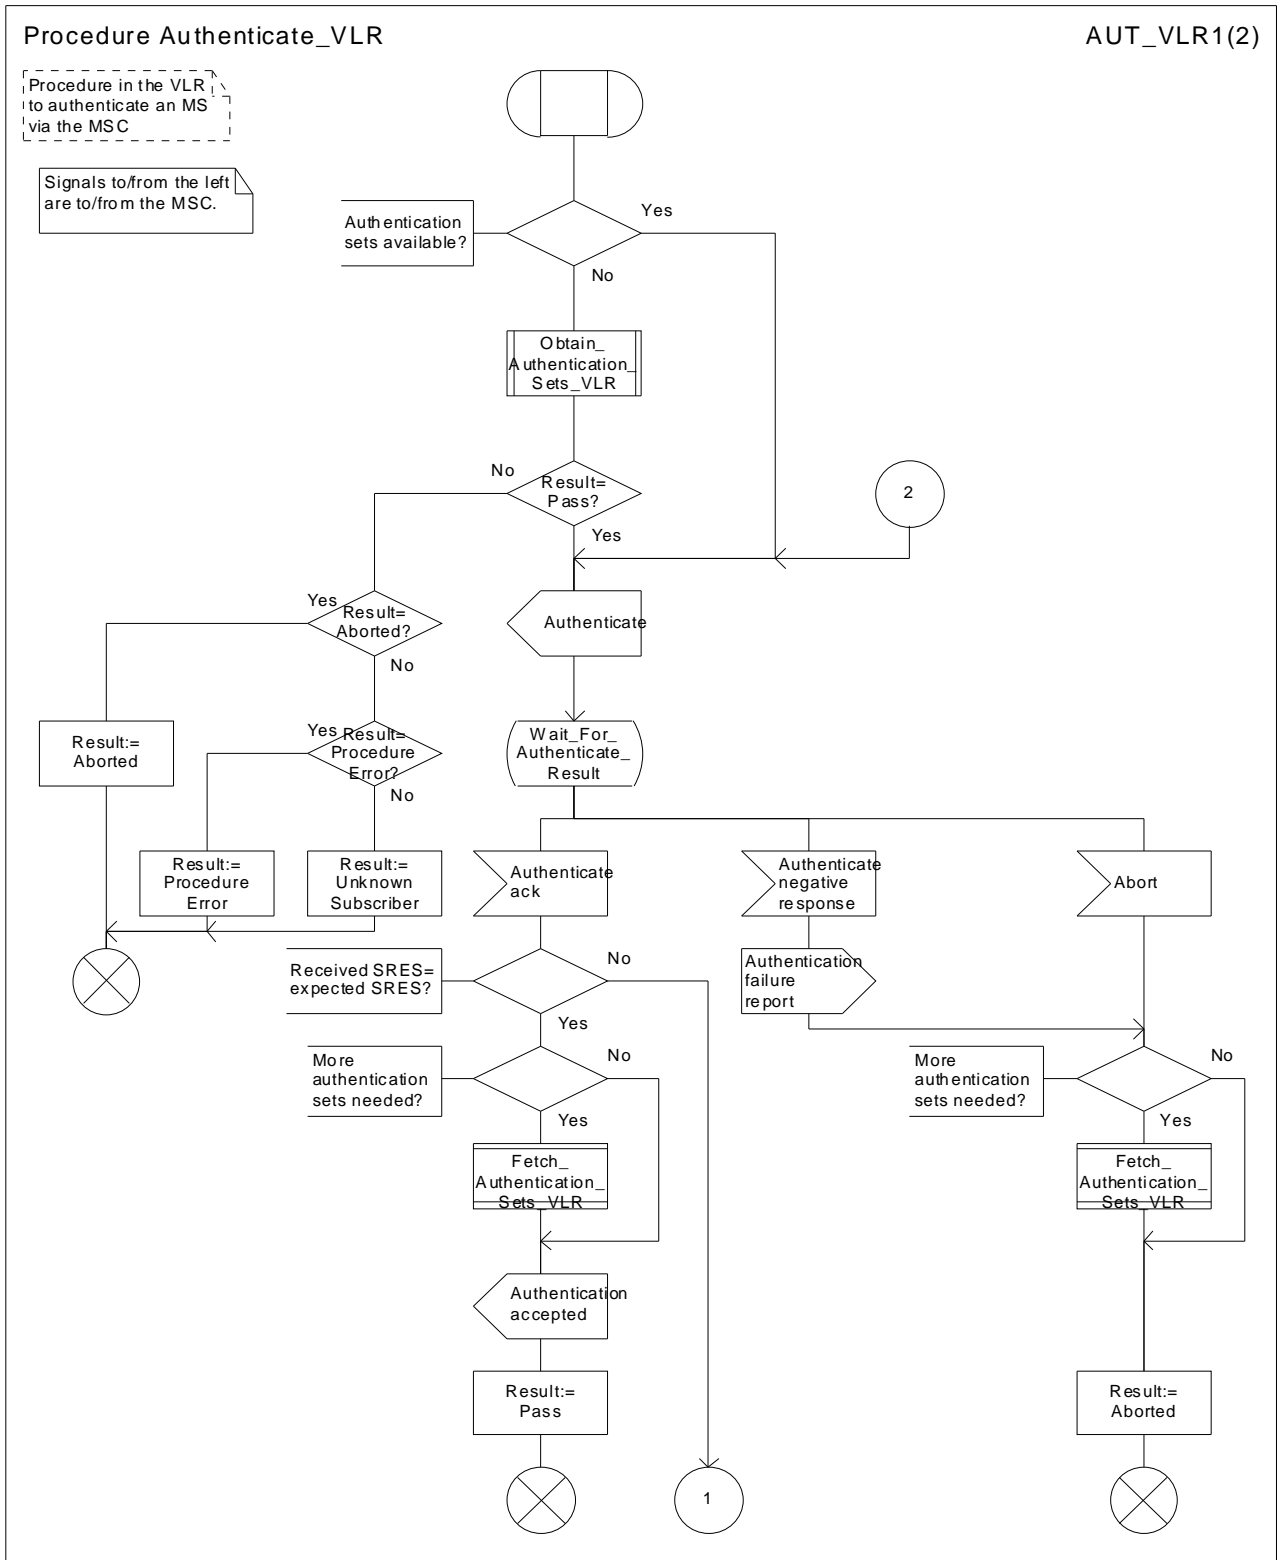 Procedure Authenticate_VLR
AUT_VLR1(2)
Procedure in the VLR
to authenticate an MS
via the MSC
Signals to/from the left
are to/from the MSC.
Authentication
sets available?
Yes
No
Obtain_
Authentication_
Sets_VLR
No
Result=
Pass?
Yes
2
Yes
Result=
Aborted?
No
Authenticate
Result:=
Aborted
Yes
Result=
Procedure
Error?
No
Wait_For_
Authenticate_
Result
Result:=
Procedure
Error
Result:=
Unknown
Subscriber
Authenticate
ack
Authenticate
negative
response
Abort
Received SRES=
expected SRES?
No
Yes
Authentication
failure
report
More
authentication
sets needed?
No
Yes
More
authentication
sets needed?
No
Yes
Fetch_
Authentication_
Sets_VLR
Fetch_
Authentication_
Sets_VLR
Authentication
accepted
Result:=
Pass
Result:=
Aborted
1